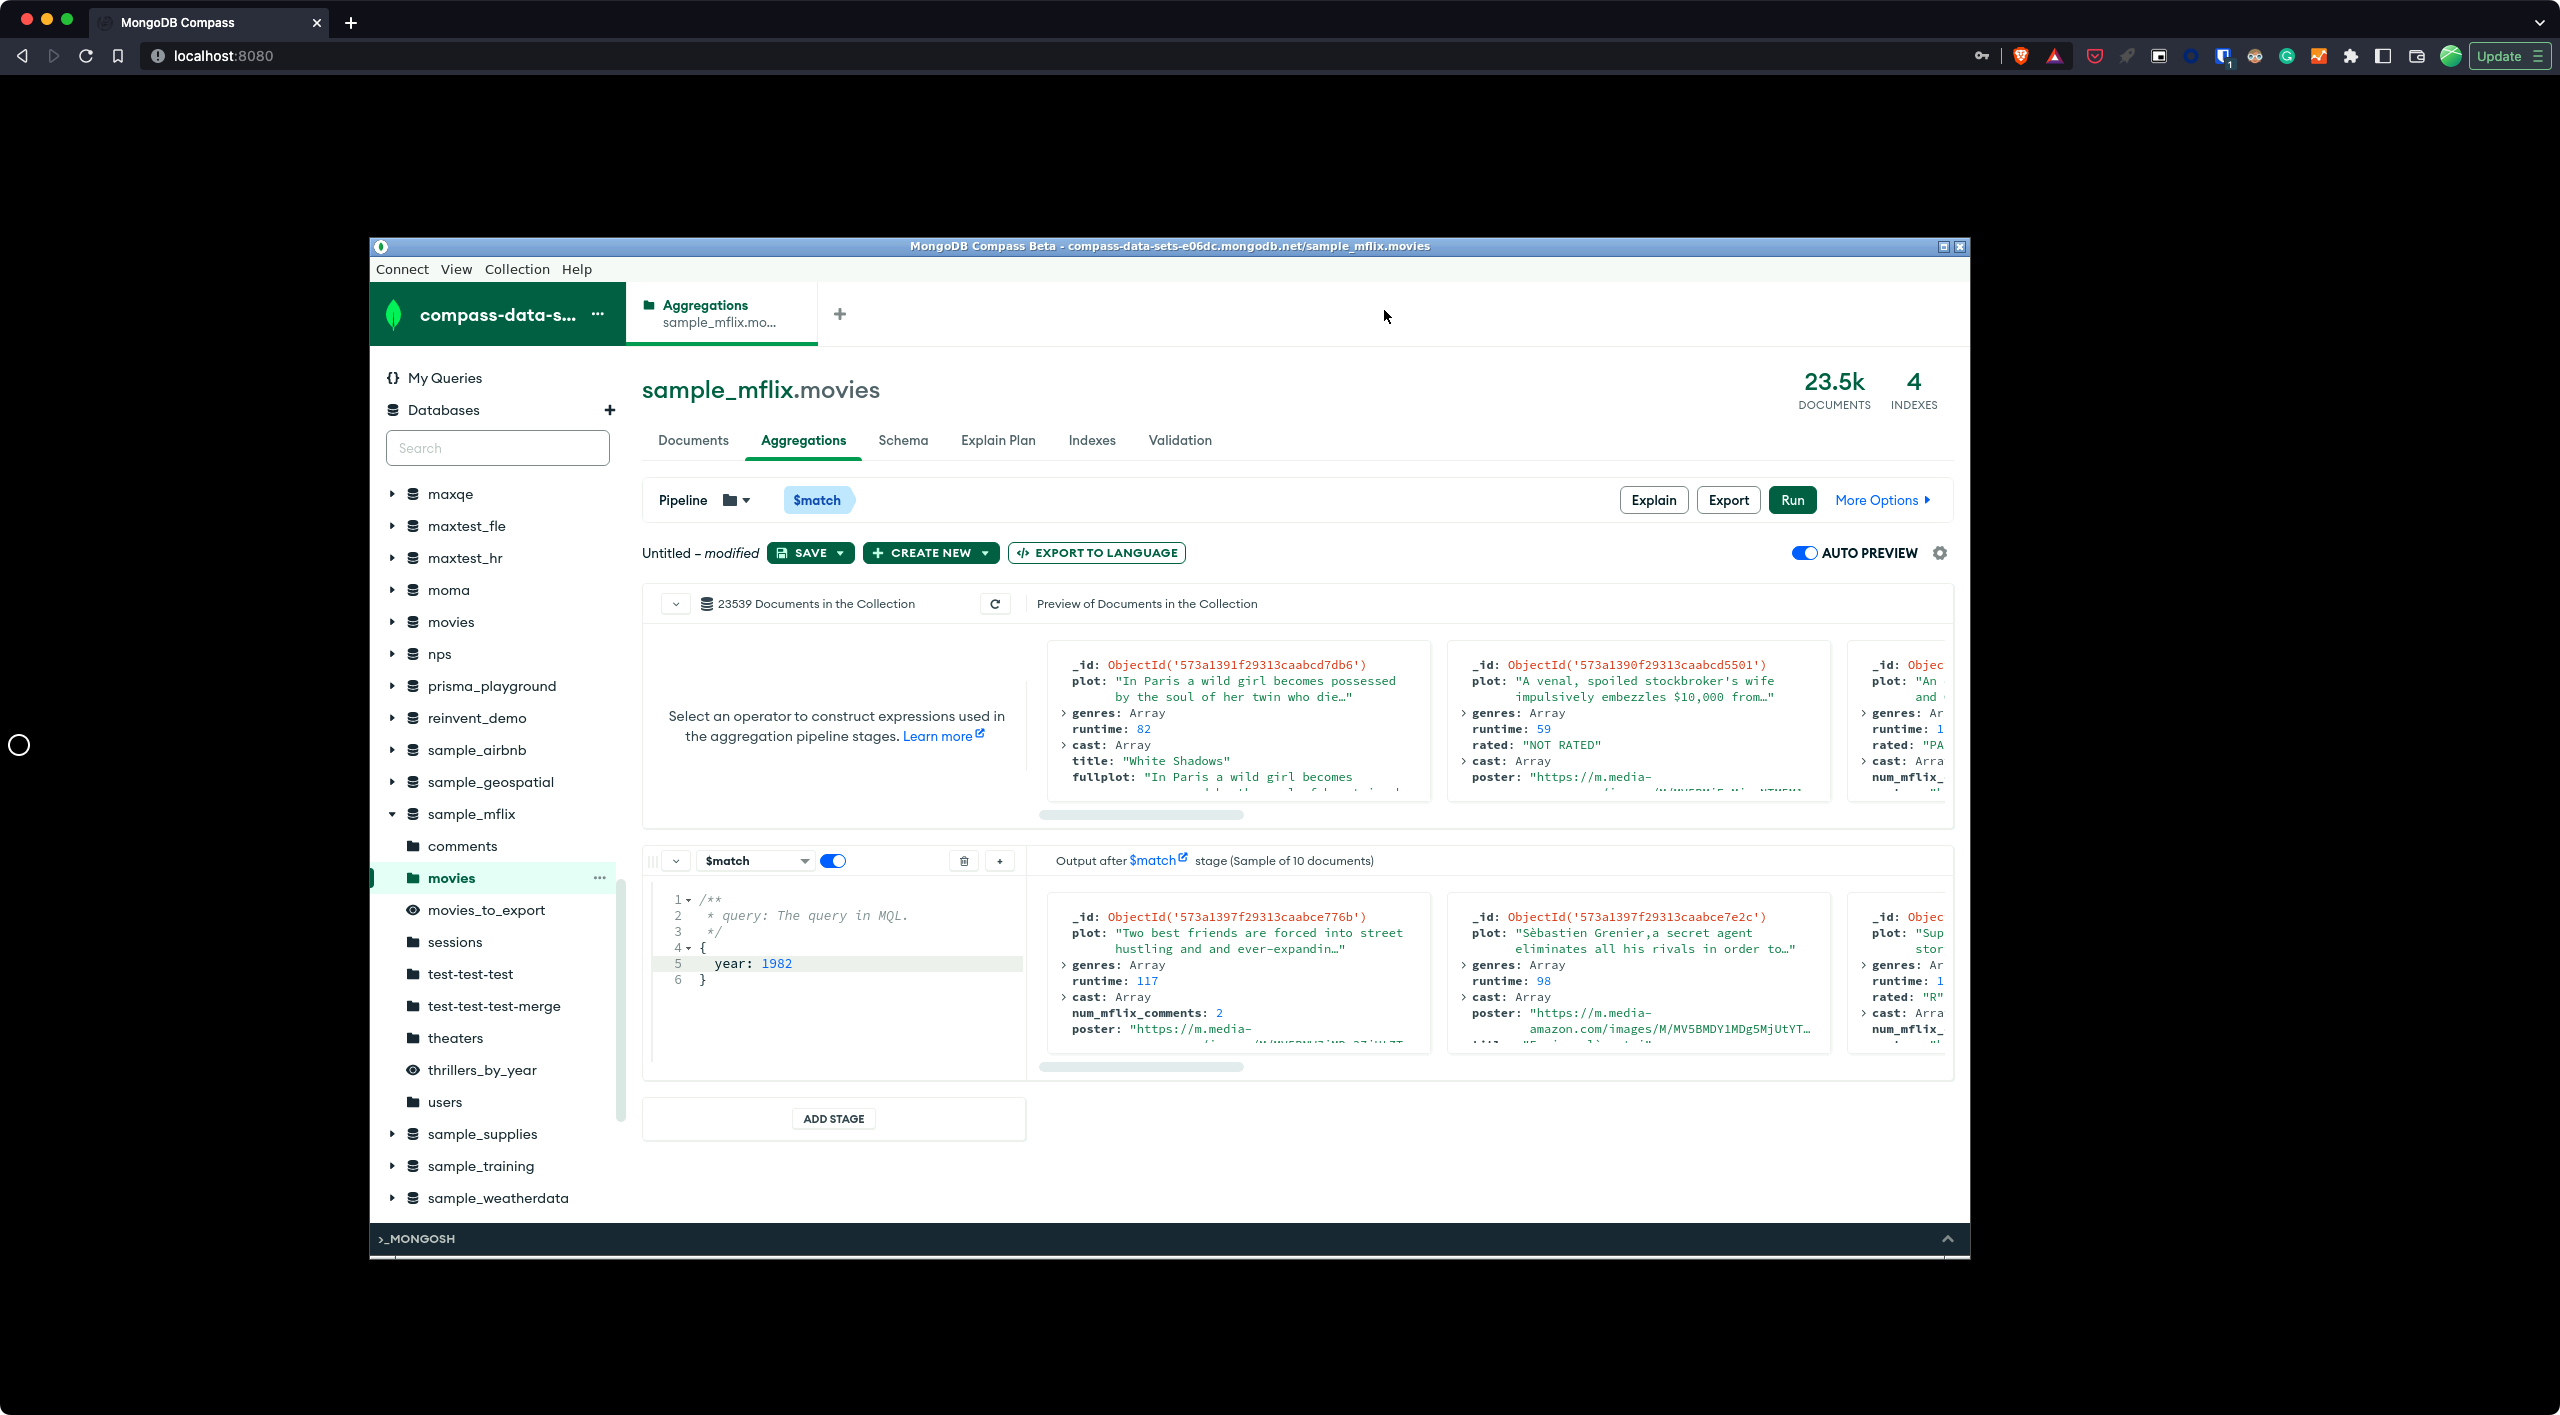 MongoDB Compass
localhost:8080
1
Update
MongoDB Compass Beta - compass-data-sets-e06dc.mongodb.net/sample_mflix.movies
Connect View Collection Help
compass-data-s...
Aggregations
sample_mflix.mo...
My Queries
Databases
Search
maxqe
maxtest_fle
maxtest_hr
moma
movies
nps
prisma_playground
reinvent_demo
sample_airbnb
sample_geospatial
sample_mflix
comments
movies
movies_to_export
sessions
test-test-test
test-test-test-merge
theaters
thrillers_by_year
users
sample_supplies
sample_training
sample_weatherdata
sample_mflix.movies
23.5k
DOCUMENTS
4
INDEXES
Documents Aggregations Schema Explain Plan Indexes Validation
Pipeline $match Explain Export Run More Options
Untitled – modified SAVE CREATE NEW EXPORT TO LANGUAGE AUTO PREVIEW
23539 Documents in the Collection
Preview of Documents in the Collection
Select an operator to construct expressions used in
the aggregation pipeline stages. Learn more
_id: ObjectId('573a1391f29313caabcd7db6')
plot: "In Paris a wild girl becomes possessed
by the soul of her twin who die…"
genres: Array
runtime: 82
cast: Array
title: "White Shadows"
fullplot: "In Paris a wild girl becomes
_id: ObjectId('573a1390f29313caabcd5501')
plot: "A venal, spoiled stockbroker's wife
impulsively embezzles $10,000 from…"
genres: Array
runtime: 59
rated: "NOT RATED"
cast: Array
poster: "https://m.media-
_id: Objec
plot: "An
and
genres: Ar
runtime: 1
rated: "PA
cast: Arra
num_mflix_
$match
Output after $match stage (Sample of 10 documents)
1 /**
2 * query: The query in MQL.
3 */
4 {
5 year: 1982
6 }
_id: ObjectId('573a1397f29313caabce776b')
plot: "Two best friends are forced into street
hustling and and ever-expandin…"
genres: Array
runtime: 117
cast: Array
num_mflix_comments: 2
poster: "https://m.media-
_id: ObjectId('573a1397f29313caabce7e2c')
plot: "Sèbastien Grenier,a secret agent
eliminates all his rivals in order to…"
genres: Array
runtime: 98
cast: Array
poster: "https://m.media-
amazon.com/images/M/MV5BMDY1MDg5MjUtYT…
_id: Objec
plot: "Sup
stor
genres: Ar
runtime: 1
rated: "R"
cast: Arra
num_mflix_
ADD STAGE
>_MONGOSH